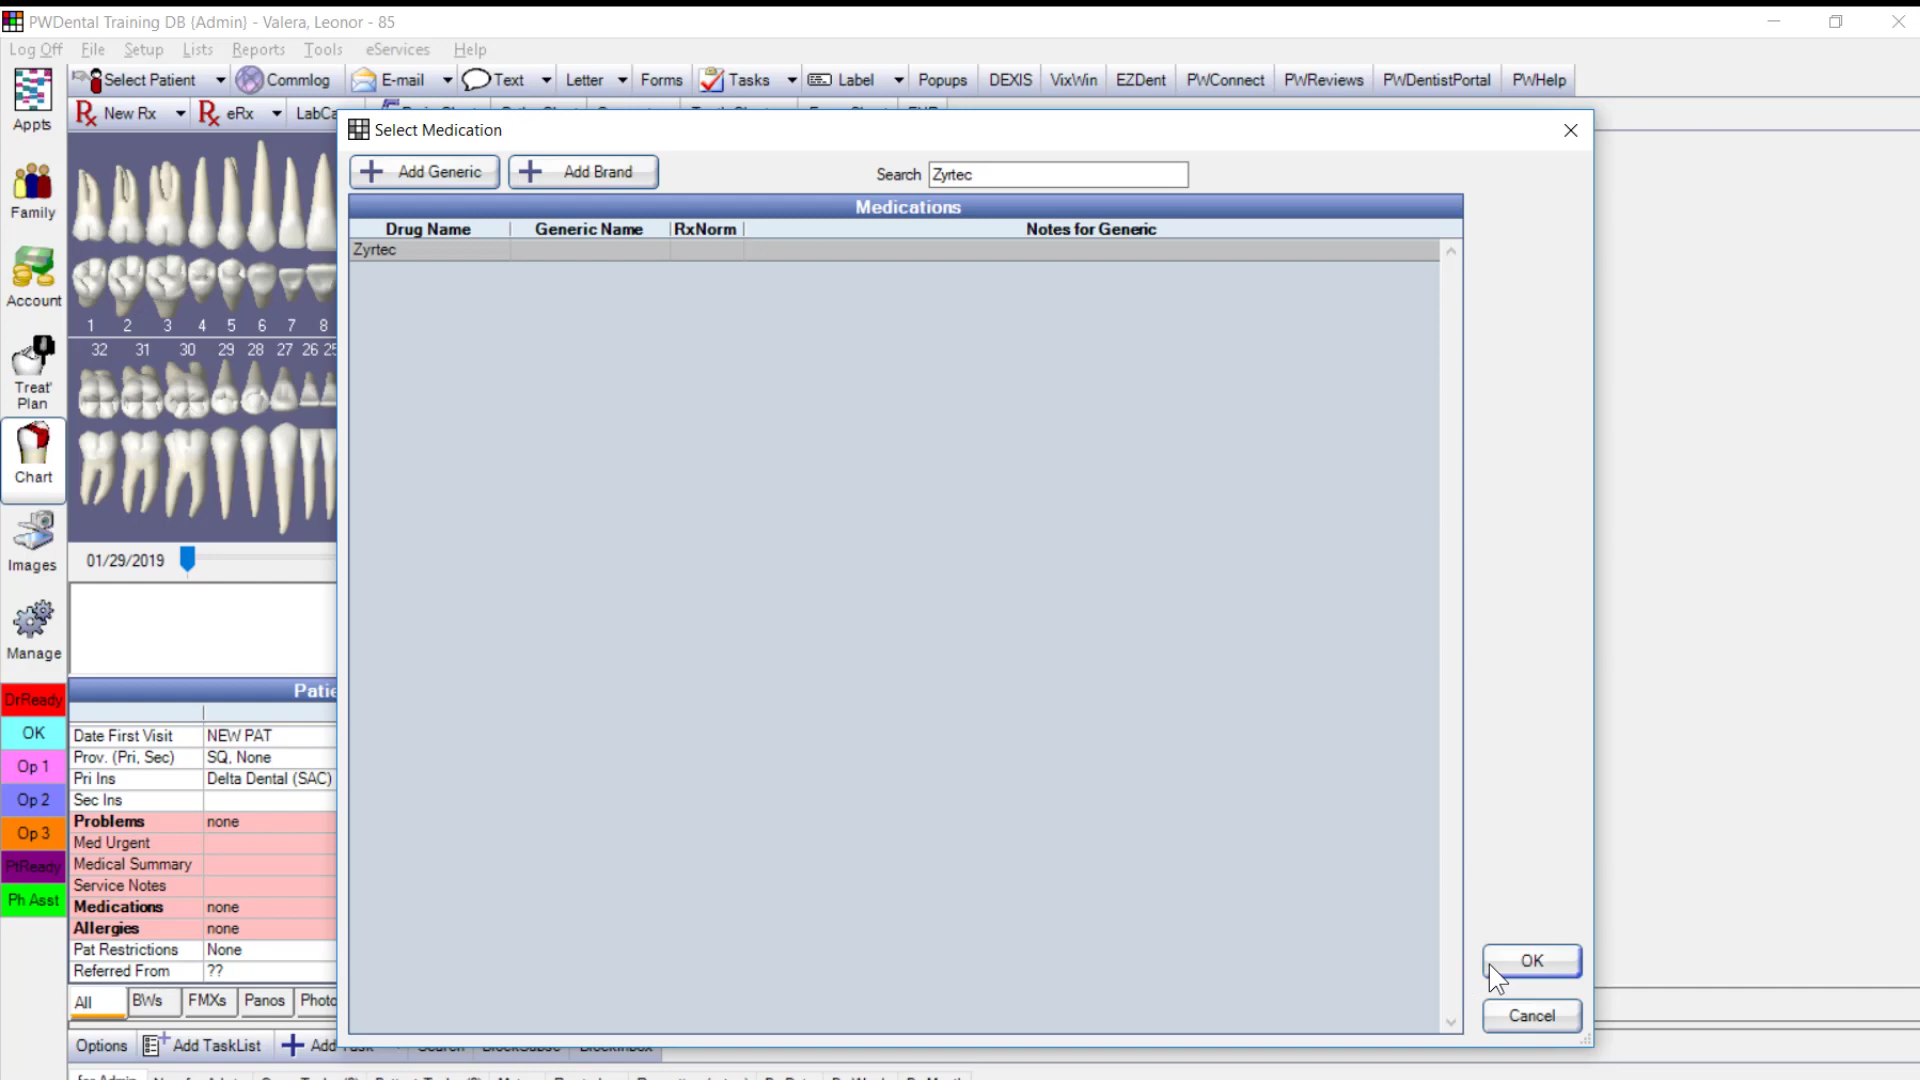 PWDental Training DB {Admin} - Valera, Leonor - 85
Log Off File Setup Lists Reports Tools eServices Help
Select Patient Commlog E-mail Text Letter Forms Tasks Label Popups DEXIS VixWin EZDent PWConnect PWReviews PWDentistPortal PWHelp
Rx New Rx Rx eRx
Appts
Family
Account
Treat' Plan
Chart
Images
Manage
DrReady
OK
Op 1
Op 2
Op 3
PtReady
Ph Asst
1 2 3 4 5 6 7 8
32 31 30 29 28 27 26 25
01/29/2019
Date First Visit NEW PAT
Prov. (Pri, Sec) SQ, None
Pri Ins Delta Dental (SAC)
Sec Ins
Problems none
Med Urgent
Medical Summary
Service Notes
Medications none
Allergies none
Pat Restrictions None
Referred From ??
All BWs FMXs Panos
Options Add TaskList Add
Select Medication
Add Generic Add Brand Search Zyrtec
Medications
Drug Name Generic Name RxNorm Notes for Generic
Zyrtec
OK
Cancel